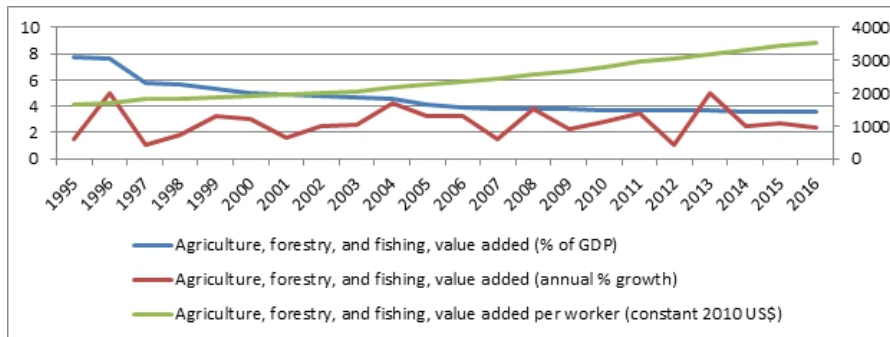 10
8
6
4
2
0
4000
3000
2000
1000
0
1995 1996 1997 1998 1999 2000 2001 2002 2003 2004 2005 2006 2007 2008 2009 2010 2011 2012 2013 2014 2015 2016
Agriculture, forestry, and fishing, value added (% of GDP)
Agriculture, forestry, and fishing, value added (annual % growth)
Agriculture, forestry, and fishing, value added per worker (constant 2010 US$)